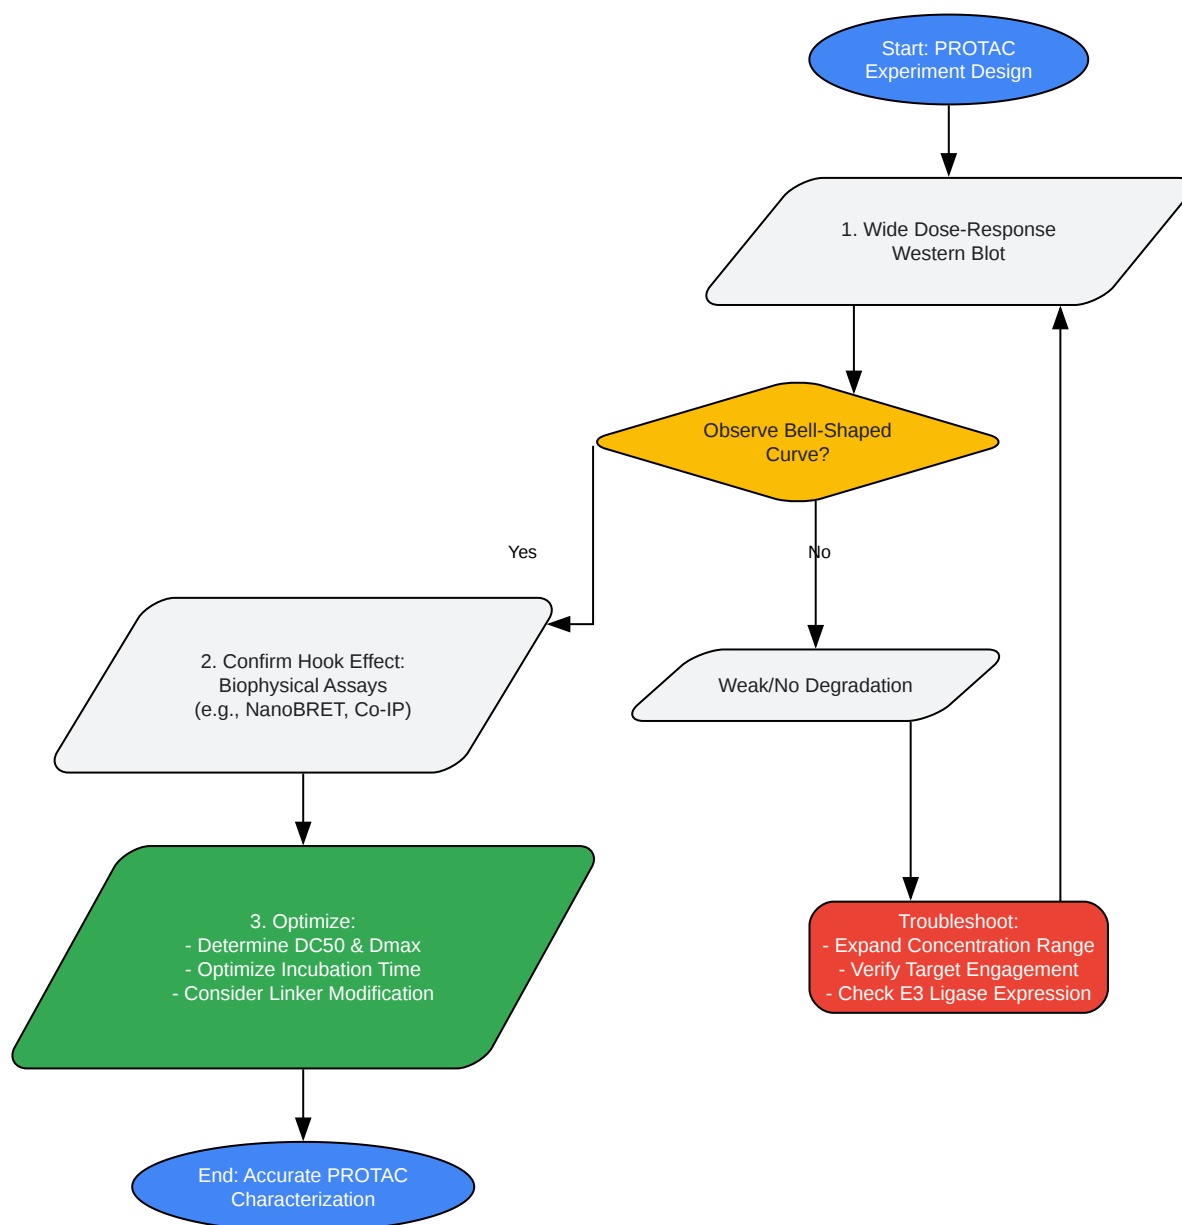 Start: PROTAC
Experiment Design
1. Wide Dose-Response
Western Blot
Observe Bell-Shaped
Curve?
Yes
No
2. Confirm Hook Effect:
Biophysical Assays
(e.g., NanoBRET, Co-IP)
Weak/No Degradation
3. Optimize:
- Determine DC50 & Dmax
- Optimize Incubation Time
- Consider Linker Modification
Troubleshoot:
- Expand Concentration Range
- Verify Target Engagement
- Check E3 Ligase Expression
End: Accurate PROTAC
Characterization